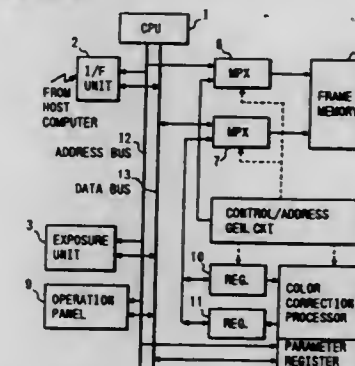 1
CPU
2
I/F
UNIT
FROM
HOST
COMPUTER
12
ADDRESS BUS
13
DATA BUS
6
MPX
MPX
7
FRAME
MEMORY
CONTROL/ADDRESS
GEN.CKT
3
EXPOSURE
UNIT
9
OPERATION
PANEL
10
REG.
11
REG.
COLOR
CORRECTION
PROCESSOR
PARAMETER
REGISTER